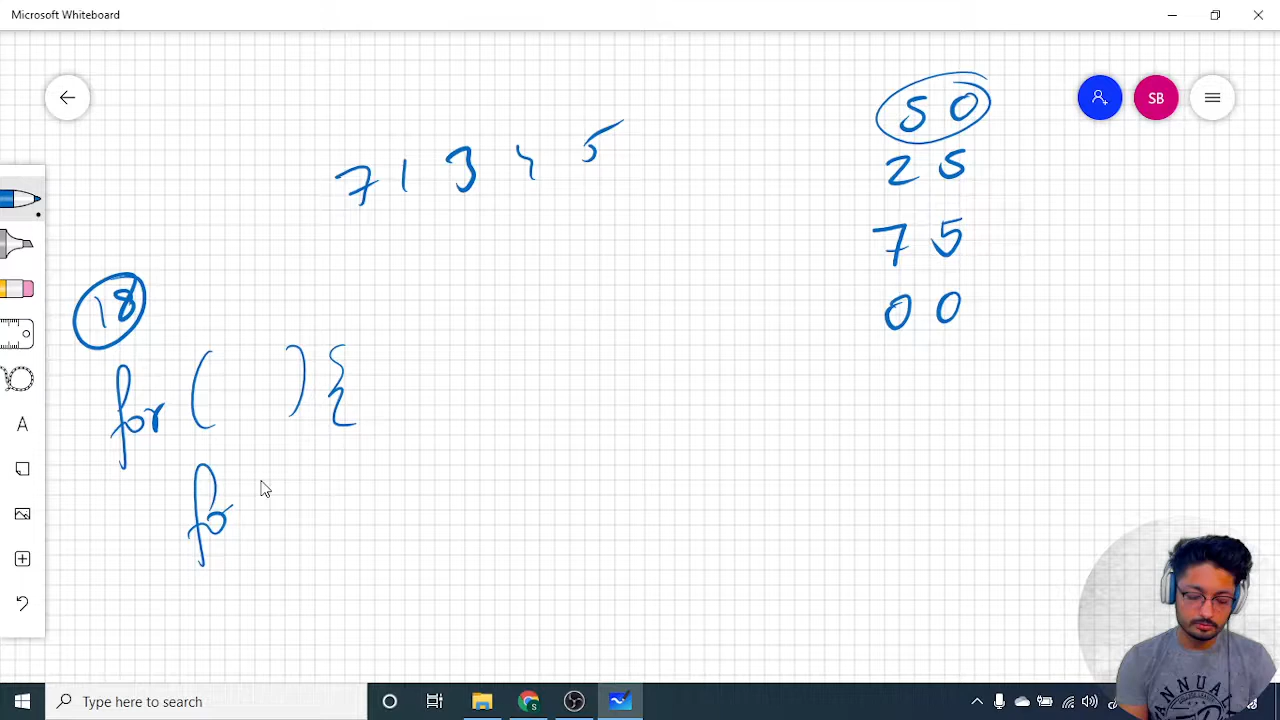 Microsoft Whiteboard
SB
7 1 3 4 5
50
25
75
00
18
for ( ) {
fo
A
ANNUA
Type here to search